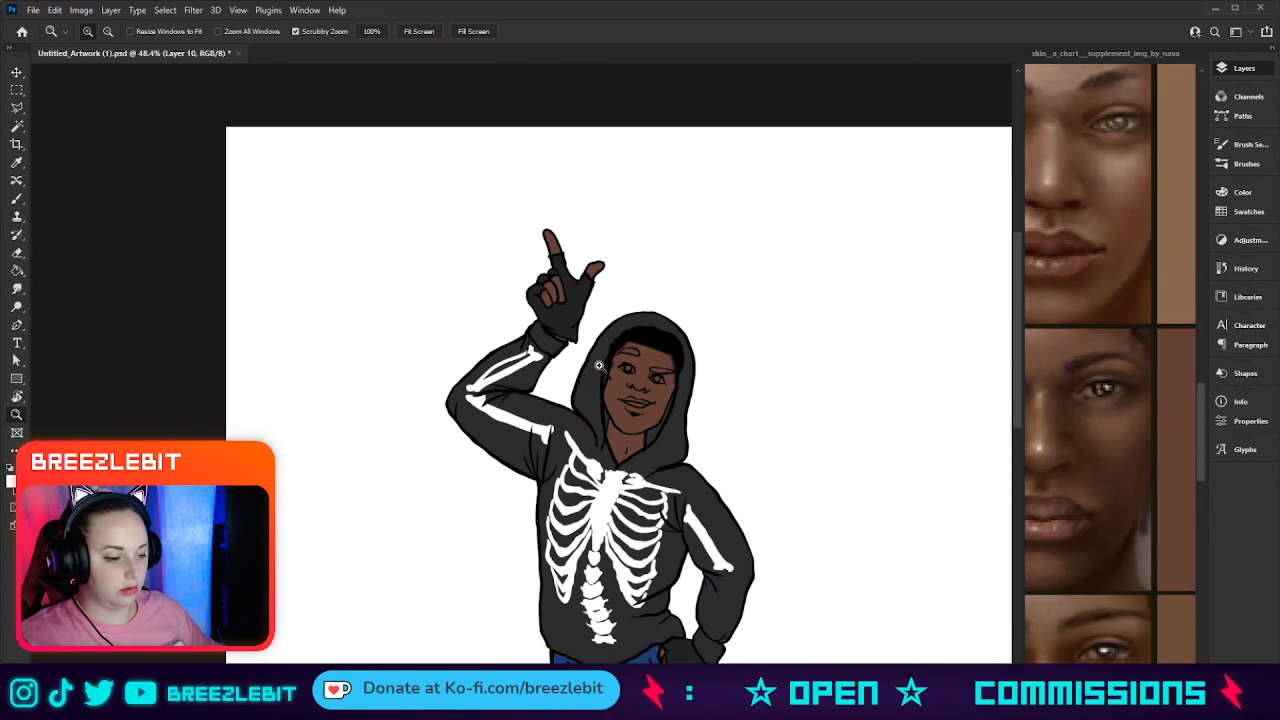 Ps File Edit Image Layer Type Select Filter 3D View Plugins Window Help
Resize Windows to Fit Zoom All Windows Scrubby Zoom 100% Fit Screen Fill Screen
Untitled_Artwork (1).psd @ 48.4% (Layer 10, RGB/8) *
skin__a_chart__supplement_img_by_nava
Layers
Channels
Paths
Brush Se...
Brushes
Color
Swatches
Adjustm...
History
Libraries
Character
Paragraph
Shapes
Info
Properties
Glyphs
BREEZLEBIT
BREEZLEBIT
Donate at Ko-fi.com/breezlebit
: OPEN COMMISSIONS